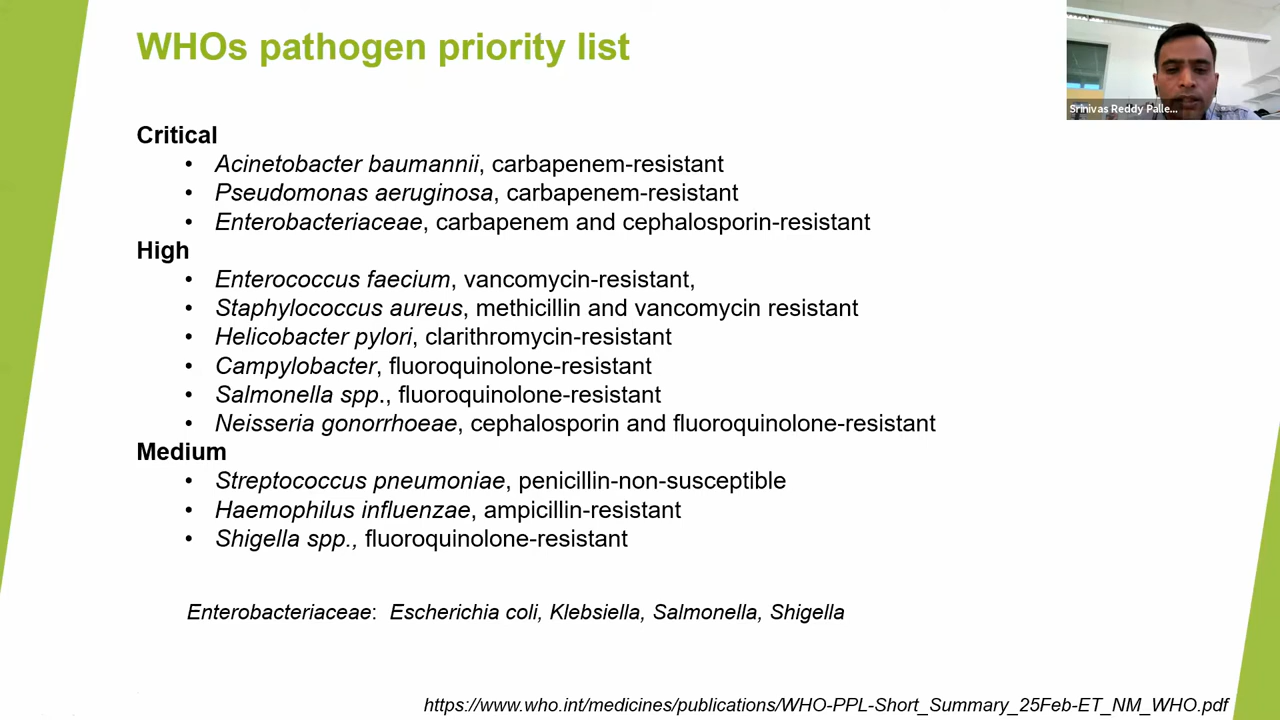 WHOs pathogen priority list
Srinivas Reddy Palle...
Critical
• Acinetobacter baumannii, carbapenem-resistant
• Pseudomonas aeruginosa, carbapenem-resistant
• Enterobacteriaceae, carbapenem and cephalosporin-resistant
High
• Enterococcus faecium, vancomycin-resistant,
• Staphylococcus aureus, methicillin and vancomycin resistant
• Helicobacter pylori, clarithromycin-resistant
• Campylobacter, fluoroquinolone-resistant
• Salmonella spp., fluoroquinolone-resistant
• Neisseria gonorrhoeae, cephalosporin and fluoroquinolone-resistant
Medium
• Streptococcus pneumoniae, penicillin-non-susceptible
• Haemophilus influenzae, ampicillin-resistant
• Shigella spp., fluoroquinolone-resistant
Enterobacteriaceae: Escherichia coli, Klebsiella, Salmonella, Shigella
https://www.who.int/medicines/publications/WHO-PPL-Short_Summary_25Feb-ET_NM_WHO.pdf